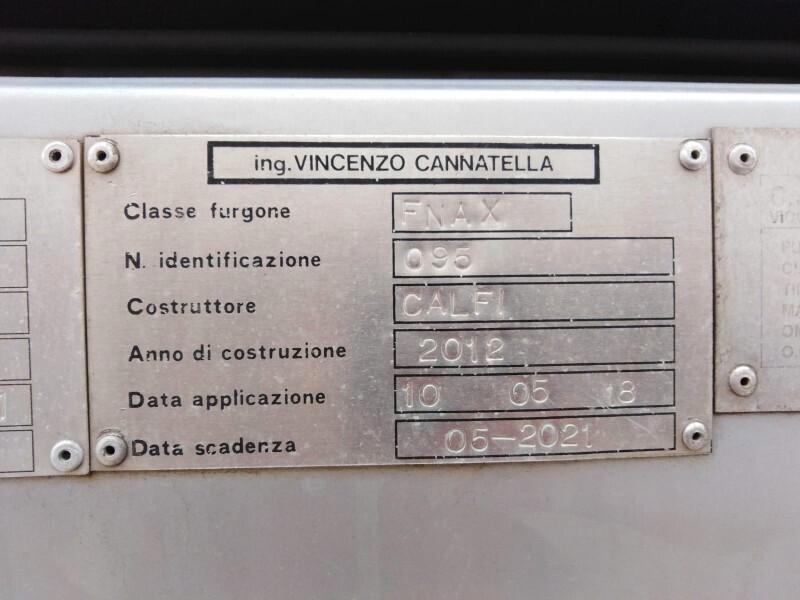 ing. VINCENZO CANNATELLA
Classe furgone FNAX
N. identificazione 095
Costruttore CALFI
Anno di costruzione 2012
Data applicazione 10 05 18
Data scadenza 05-2021